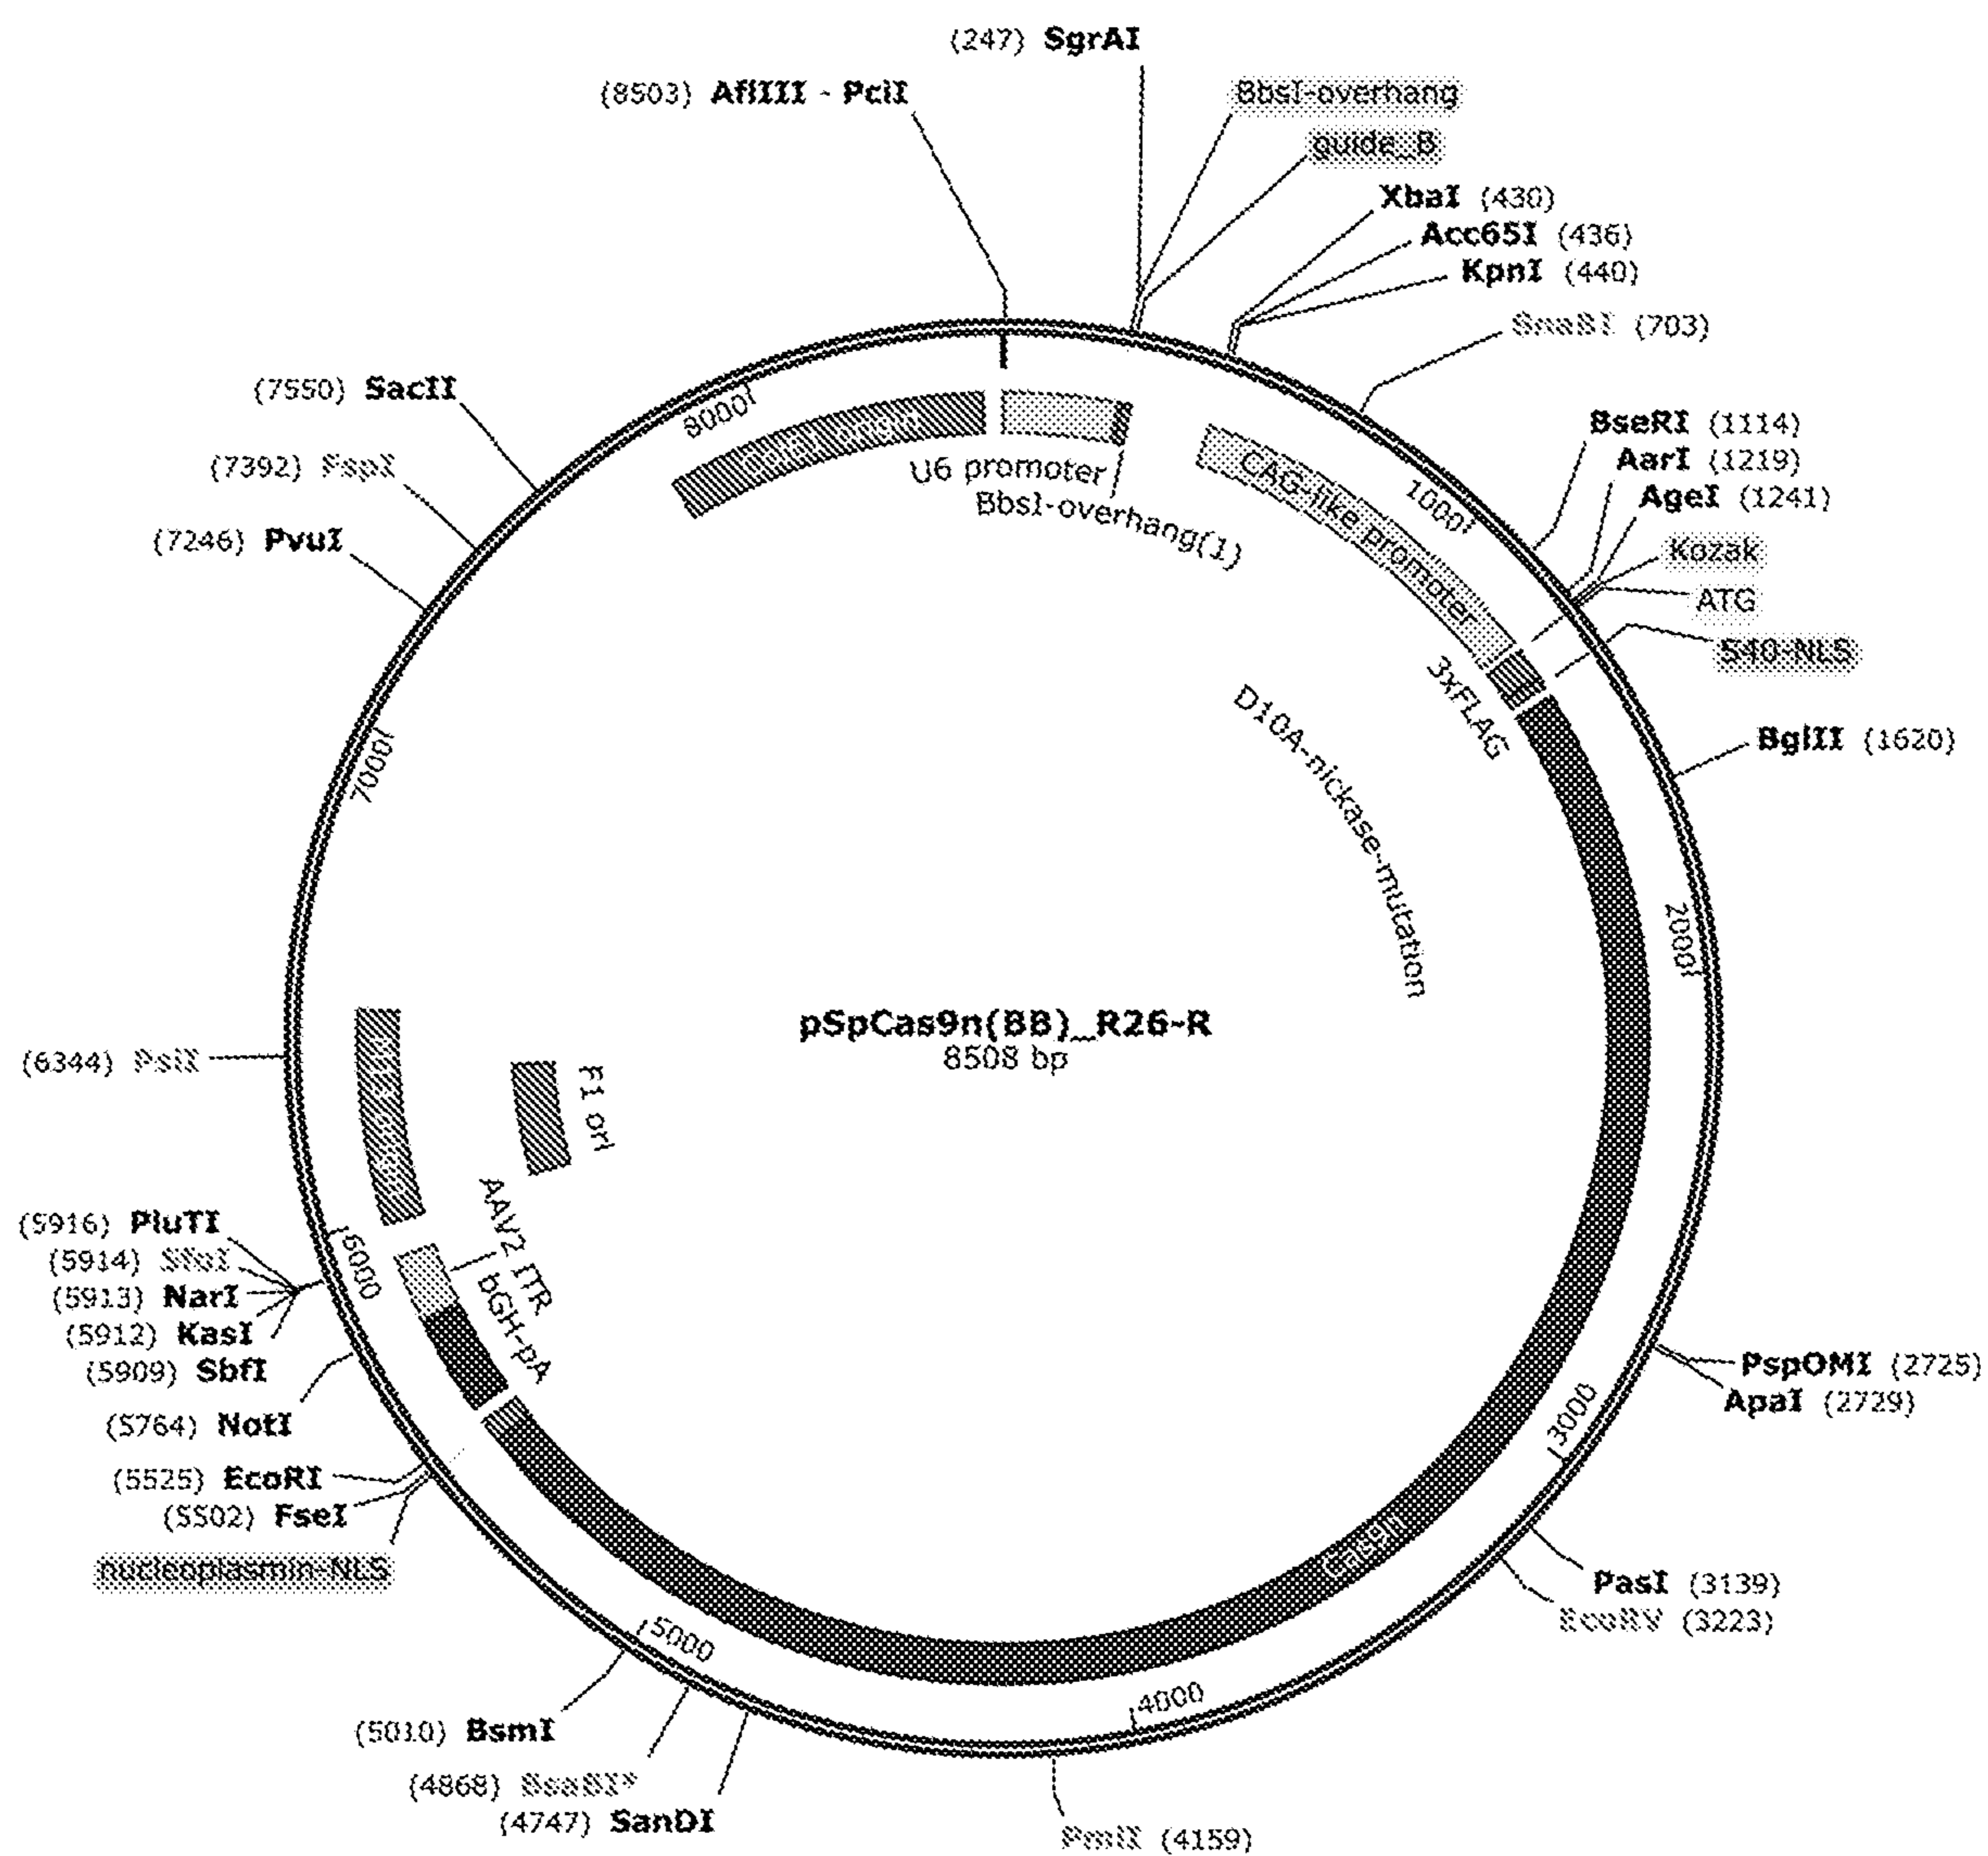 (247) SgrAI
(8503) AflIII - PciI
BbsI-overhang
guide_B
XbaI (430)
Acc65I (436)
KpnI (440)
SnaBI (703)
BseRI (1114)
AarI (1219)
AgeI (1241)
Kozak
ATG
S40-NLS
BglII (1620)
PspOMI (2725)
ApaI (2729)
PasI (3139)
EcoRV (3223)
PmlI (4159)
SanDI (4747)
(4868) BsaBI*
(5010) BsmI
nucleoplasmin-NLS
(5502) FseI
(5525) EcoRI
(5764) NotI
(5909) SbfI
(5912) KasI
(5913) NarI
(5914) SfoI
(5916) PluTI
(6344) PsiI
(7246) PvuI
(7392) FspI
(7550) SacII
1000
2000
3000
4000
5000
6000
7000
8000
U6 promoter
BbsI-overhang(1)
CAG-like promoter
3xFLAG
D10A-nickase-mutation
Cas9n
bGH-pA
AAV2 ITR
F1 ori
pSpCas9n(BB)_R26-R
8508 bp